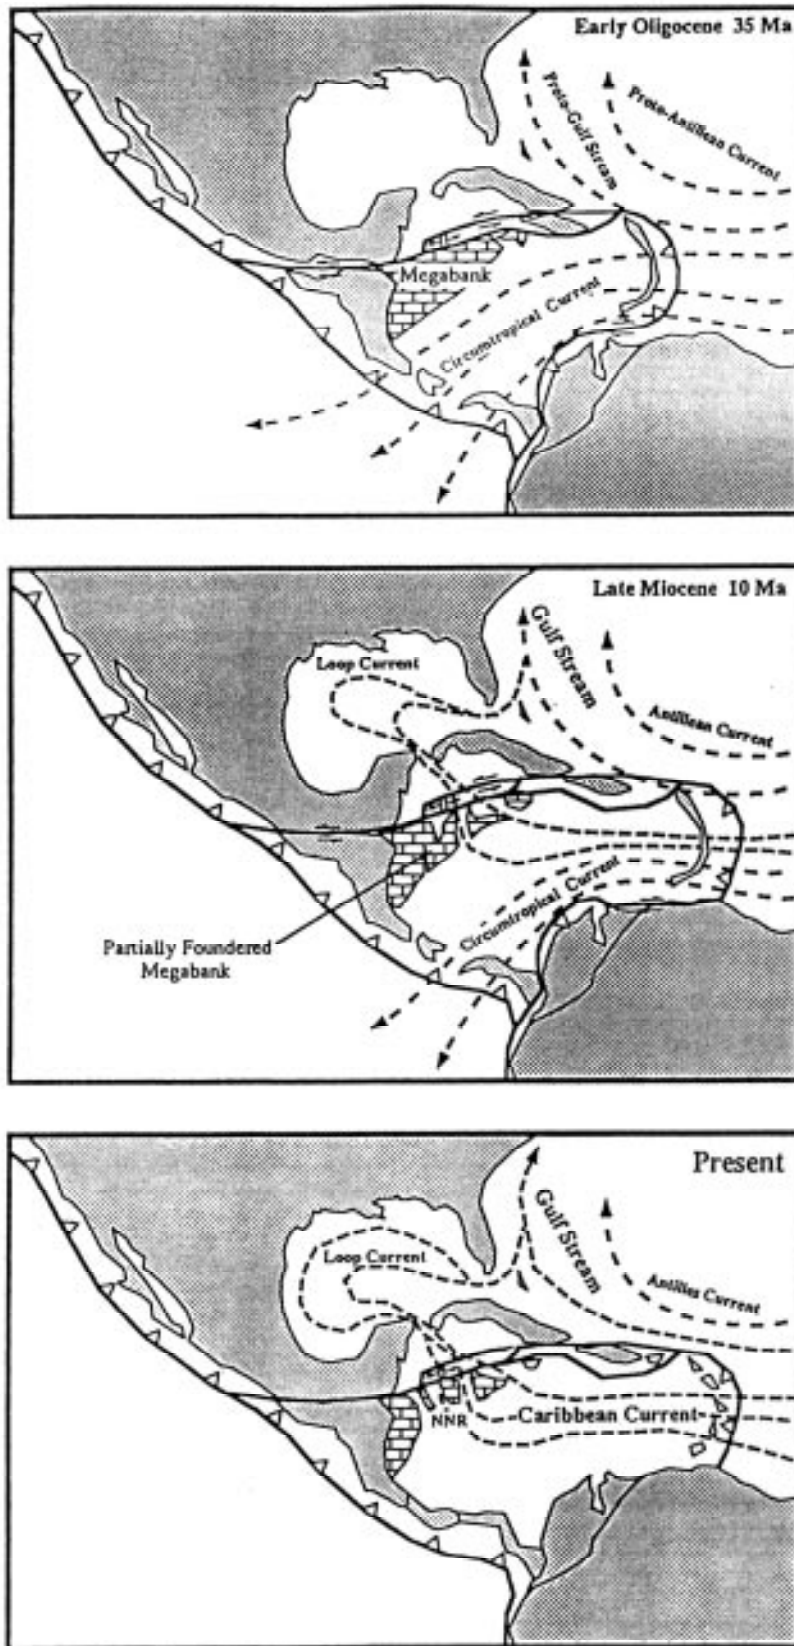 Early Oligocene 35 Ma
Proto-Gulf Stream
Proto-Antillean Current
Megabank
Circumtropical Current
Late Miocene 10 Ma
Gulf Stream
Loop Current
Antillean Current
Circumtropical Current
Partially Foundered
Megabank
Present
Gulf Stream
Loop Current
Antilles Current
NNR
Caribbean Current